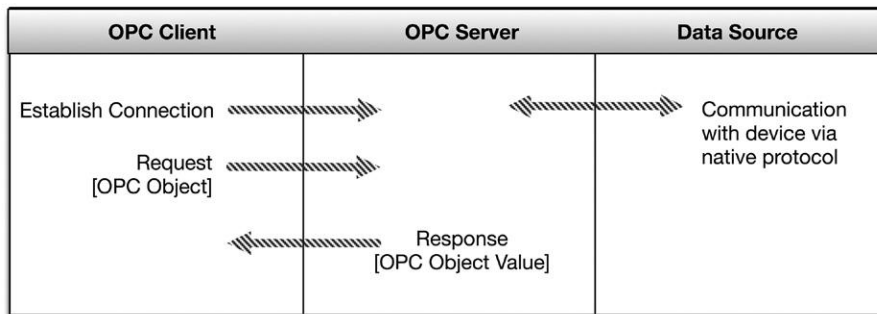 OPC Client
OPC Server
Data Source
Establish Connection
Communication
with device via
native protocol
Request
[OPC Object]
Response
[OPC Object Value]